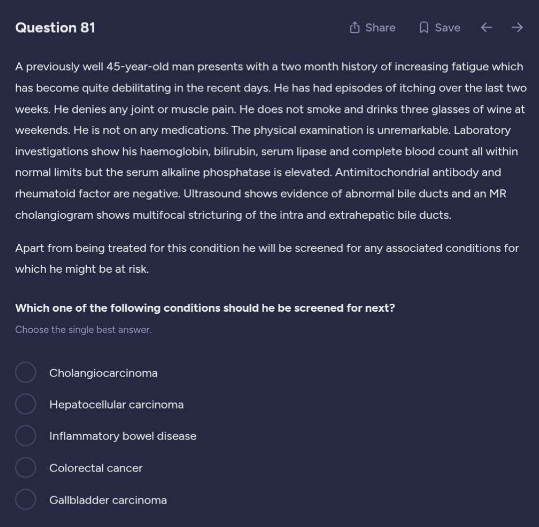 Question 81
Share
Save
A previously well 45-year-old man presents with a two month history of increasing fatigue which
has become quite debilitating in the recent days. He has had episodes of itching over the last two
weeks. He denies any joint or muscle pain. He does not smoke and drinks three glasses of wine at
weekends. He is not on any medications. The physical examination is unremarkable. Laboratory
investigations show his haemoglobin, bilirubin, serum lipase and complete blood count all within
normal limits but the serum alkaline phosphatase is elevated. Antimitochondrial antibody and
rheumatoid factor are negative. Ultrasound shows evidence of abnormal bile ducts and an MR
cholangiogram shows multifocal stricturing of the intra and extrahepatic bile ducts.
Apart from being treated for this condition he will be screened for any associated conditions for
which he might be at risk.
Which one of the following conditions should he be screened for next?
Choose the single best answer.
Cholangiocarcinoma
Hepatocellular carcinoma
Inflammatory bowel disease
Colorectal cancer
Gallbladder carcinoma